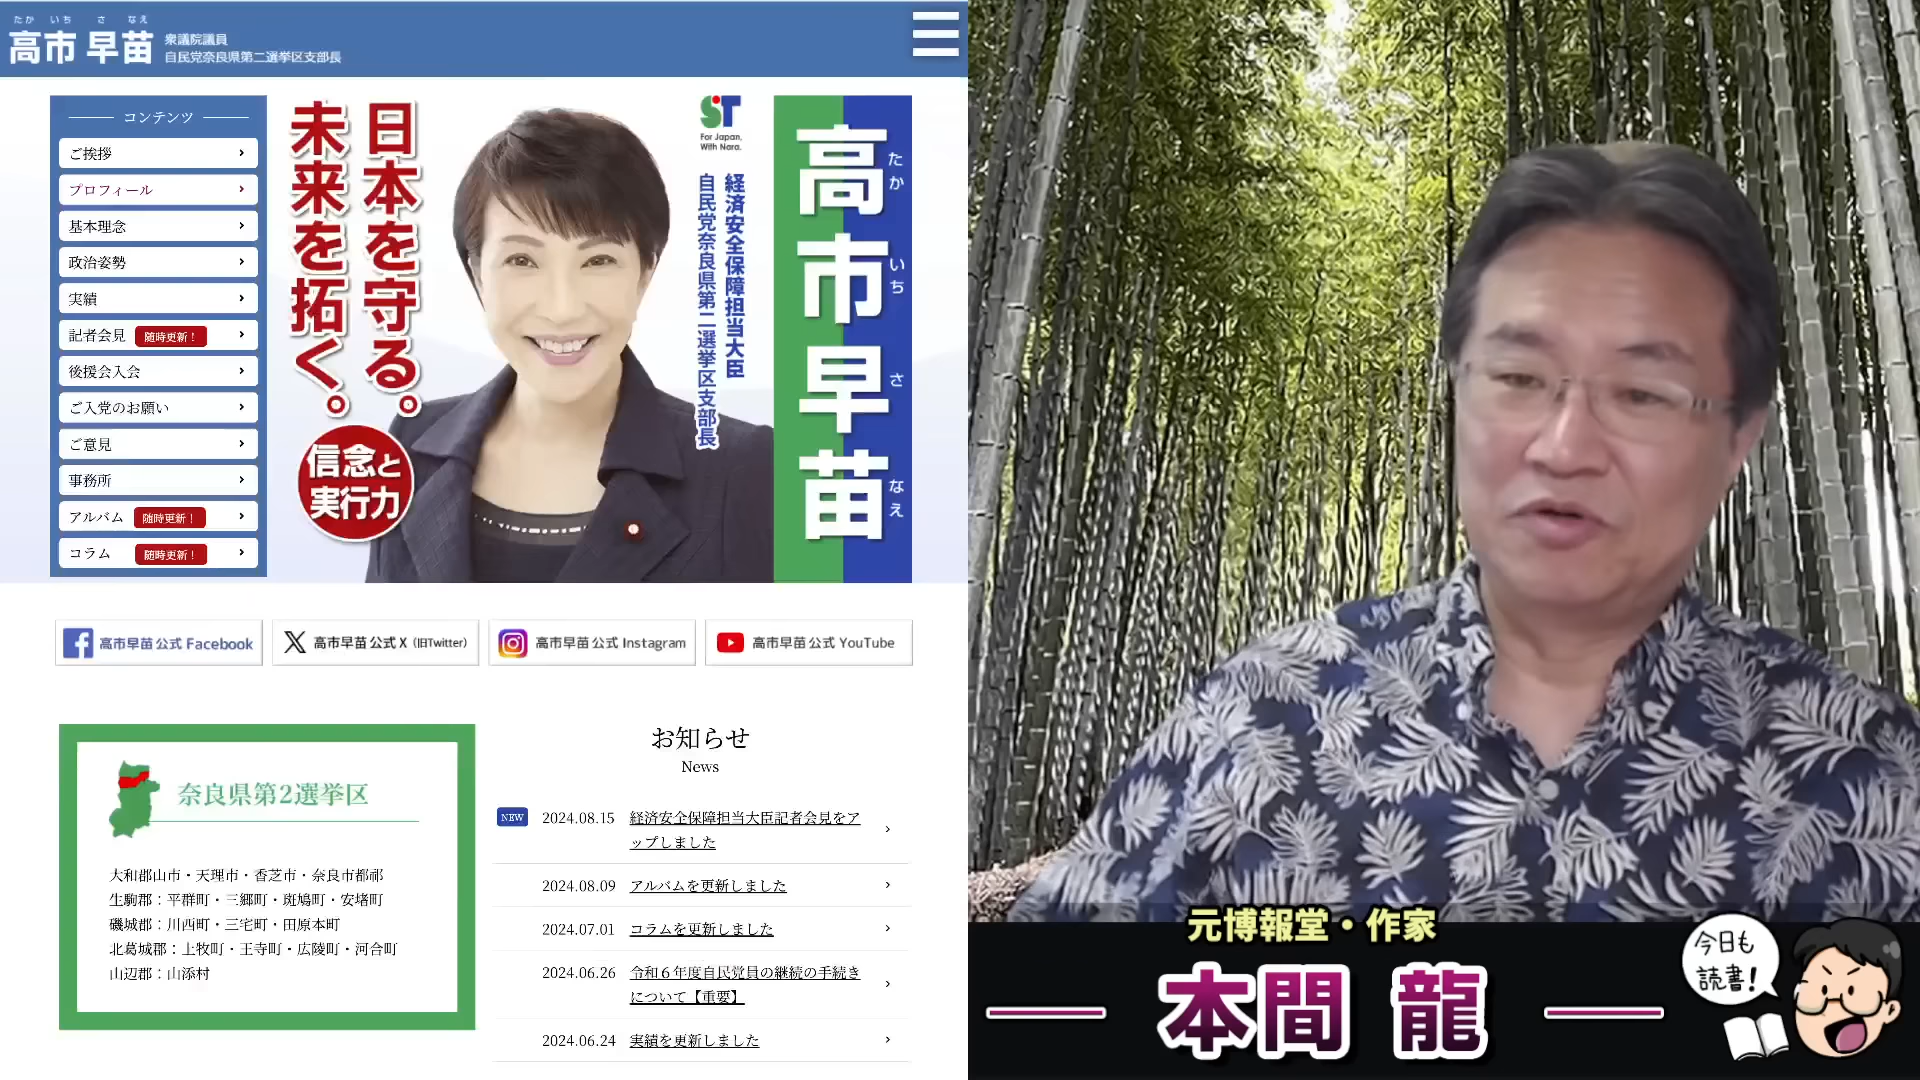 たか いち さ なえ
高市 早苗
衆議院議員
自民党奈良県第二選挙区支部長
コンテンツ
ご挨拶
プロフィール
基本理念
政治姿勢
実績
記者会見 随時更新！
後援会入会
ご入党のお願い
ご意見
事務所
アルバム 随時更新！
コラム 随時更新！
日本を守る。
未来を拓く。
信念と
実行力
ST
For Japan,
With Nara.
経済安全保障担当大臣
自民党奈良県第二選挙区支部長
高市早苗
たか いち さ なえ
高市早苗公式 Facebook
高市早苗公式 X（旧Twitter）
高市早苗公式 Instagram
高市早苗公式 YouTube
奈良県第2選挙区
大和郡山市・天理市・香芝市・奈良市都祁
生駒郡：平群町・三郷町・斑鳩町・安堵町
磯城郡：川西町・三宅町・田原本町
北葛城郡：上牧町・王寺町・広陵町・河合町
山辺郡：山添村
お知らせ
News
NEW 2024.08.15 経済安全保障担当大臣記者会見をア
ップしました
2024.08.09 アルバムを更新しました
2024.07.01 コラムを更新しました
2024.06.26 令和６年度自民党員の継続の手続き
について【重要】
2024.06.24 実績を更新しました
元博報堂・作家
本間 龍
今日も
読書！